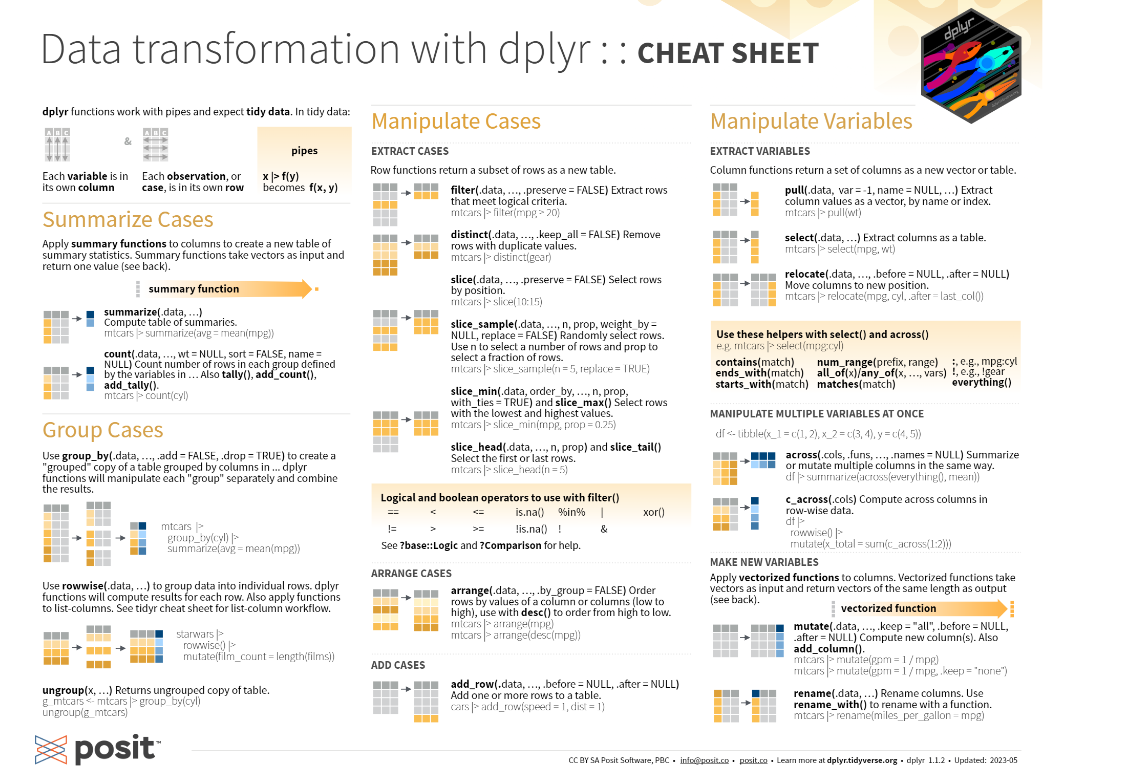 Data transformation with dplyr : : CHEAT SHEET
dplyr
dplyr functions work with pipes and expect tidy data. In tidy data:
A B C
&
A B C
Each variable is in
its own column
Each observation, or
case, is in its own row
pipes
x |> f(y)
becomes f(x, y)
Summarize Cases
Apply summary functions to columns to create a new table of
summary statistics. Summary functions take vectors as input and
return one value (see back).
summary function
summarize(.data, …)
Compute table of summaries.
mtcars |> summarize(avg = mean(mpg))
count(.data, …, wt = NULL, sort = FALSE, name =
NULL) Count number of rows in each group defined
by the variables in … Also tally(), add_count(),
add_tally().
mtcars |> count(cyl)
Group Cases
Use group_by(.data, …, .add = FALSE, .drop = TRUE) to create a
"grouped" copy of a table grouped by columns in ... dplyr
functions will manipulate each "group" separately and combine
the results.
mtcars |>
group_by(cyl) |>
summarize(avg = mean(mpg))
Use rowwise(.data, …) to group data into individual rows. dplyr
functions will compute results for each row. Also apply functions
to list-columns. See tidyr cheat sheet for list-column workflow.
starwars |>
rowwise() |>
mutate(film_count = length(films))
ungroup(x, …) Returns ungrouped copy of table.
g_mtcars <- mtcars |> group_by(cyl)
ungroup(g_mtcars)
Manipulate Cases
EXTRACT CASES
Row functions return a subset of rows as a new table.
filter(.data, …, .preserve = FALSE) Extract rows
that meet logical criteria.
mtcars |> filter(mpg > 20)
distinct(.data, …, .keep_all = FALSE) Remove
rows with duplicate values.
mtcars |> distinct(gear)
slice(.data, …, .preserve = FALSE) Select rows
by position.
mtcars |> slice(10:15)
slice_sample(.data, …, n, prop, weight_by =
NULL, replace = FALSE) Randomly select rows.
Use n to select a number of rows and prop to
select a fraction of rows.
mtcars |> slice_sample(n = 5, replace = TRUE)
slice_min(.data, order_by, …, n, prop,
with_ties = TRUE) and slice_max() Select rows
with the lowest and highest values.
mtcars |> slice_min(mpg, prop = 0.25)
slice_head(.data, …, n, prop) and slice_tail()
Select the first or last rows.
mtcars |> slice_head(n = 5)
Logical and boolean operators to use with filter()
== < <= is.na() %in% | xor()
!= > >= !is.na() ! &
See ?base::Logic and ?Comparison for help.
ARRANGE CASES
arrange(.data, …, .by_group = FALSE) Order
rows by values of a column or columns (low to
high), use with desc() to order from high to low.
mtcars |> arrange(mpg)
mtcars |> arrange(desc(mpg))
ADD CASES
add_row(.data, …, .before = NULL, .after = NULL)
Add one or more rows to a table.
cars |> add_row(speed = 1, dist = 1)
Manipulate Variables
EXTRACT VARIABLES
Column functions return a set of columns as a new vector or table.
pull(.data, var = -1, name = NULL, …) Extract
column values as a vector, by name or index.
mtcars |> pull(wt)
select(.data, …) Extract columns as a table.
mtcars |> select(mpg, wt)
relocate(.data, …, .before = NULL, .after = NULL)
Move columns to new position.
mtcars |> relocate(mpg, cyl, .after = last_col())
Use these helpers with select() and across()
e.g. mtcars |> select(mpg:cyl)
contains(match) num_range(prefix, range) :, e.g., mpg:cyl
ends_with(match) all_of(x)/any_of(x, …, vars) !, e.g., !gear
starts_with(match) matches(match) everything()
MANIPULATE MULTIPLE VARIABLES AT ONCE
df <- tibble(x_1 = c(1, 2), x_2 = c(3, 4), y = c(4, 5))
across(.cols, .funs, …, .names = NULL) Summarize
or mutate multiple columns in the same way.
df |> summarize(across(everything(), mean))
c_across(.cols) Compute across columns in
row-wise data.
df |>
rowwise() |>
mutate(x_total = sum(c_across(1:2)))
MAKE NEW VARIABLES
Apply vectorized functions to columns. Vectorized functions take
vectors as input and return vectors of the same length as output
(see back).
vectorized function
mutate(.data, …, .keep = "all", .before = NULL,
.after = NULL) Compute new column(s). Also
add_column().
mtcars |> mutate(gpm = 1 / mpg)
mtcars |> mutate(gpm = 1 / mpg, .keep = "none")
rename(.data, …) Rename columns. Use
rename_with() to rename with a function.
mtcars |> rename(miles_per_gallon = mpg)
posit™
CC BY SA Posit Software, PBC • info@posit.co • posit.co • Learn more at dplyr.tidyverse.org • dplyr 1.1.2 • Updated: 2023-05